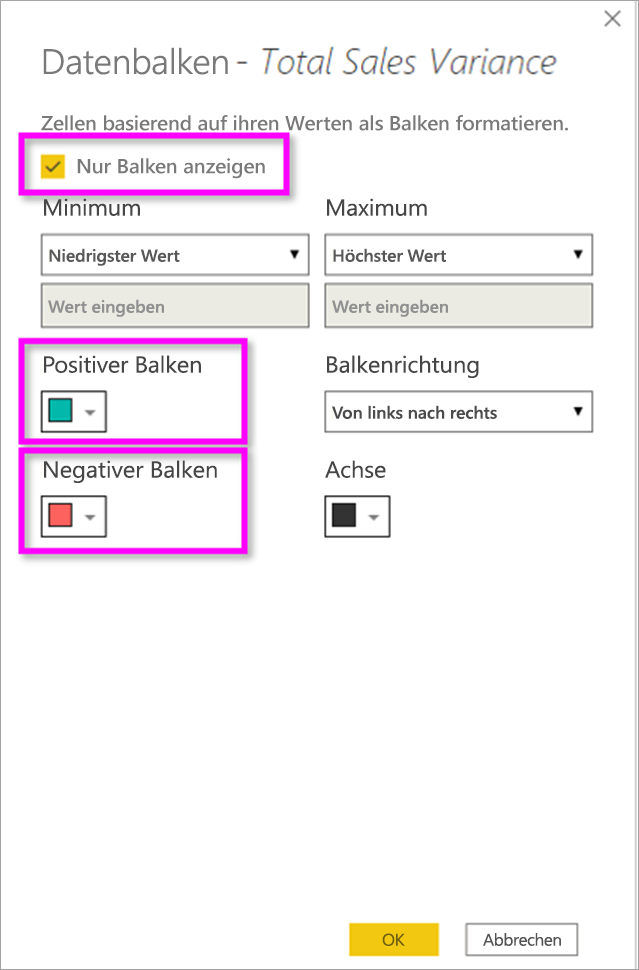 Datenbalken - Total Sales Variance
Zellen basierend auf ihren Werten als Balken formatieren.
Nur Balken anzeigen
Minimum
Maximum
Niedrigster Wert
Höchster Wert
Wert eingeben
Wert eingeben
Positiver Balken
Balkenrichtung
Von links nach rechts
Negativer Balken
Achse
OK
Abbrechen